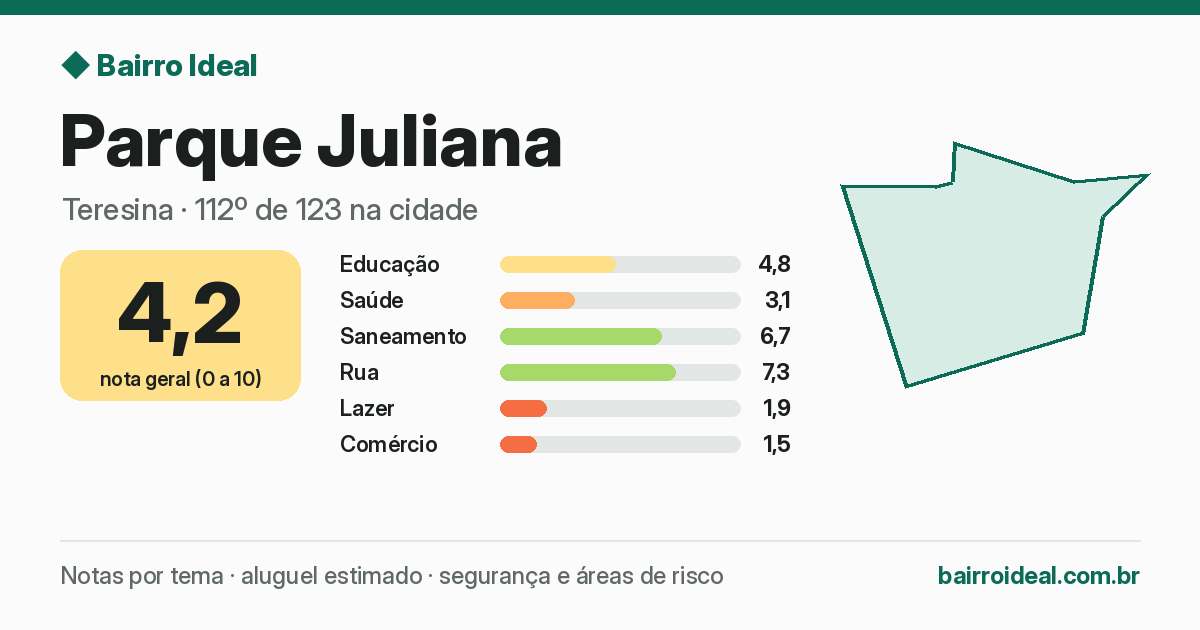 Bairro Ideal
Parque Juliana
Teresina · 112º de 123 na cidade
4,2
nota geral (0 a 10)
Educação 4,8
Saúde 3,1
Saneamento 6,7
Rua 7,3
Lazer 1,9
Comércio 1,5
Notas por tema · aluguel estimado · segurança e áreas de risco
bairroideal.com.br